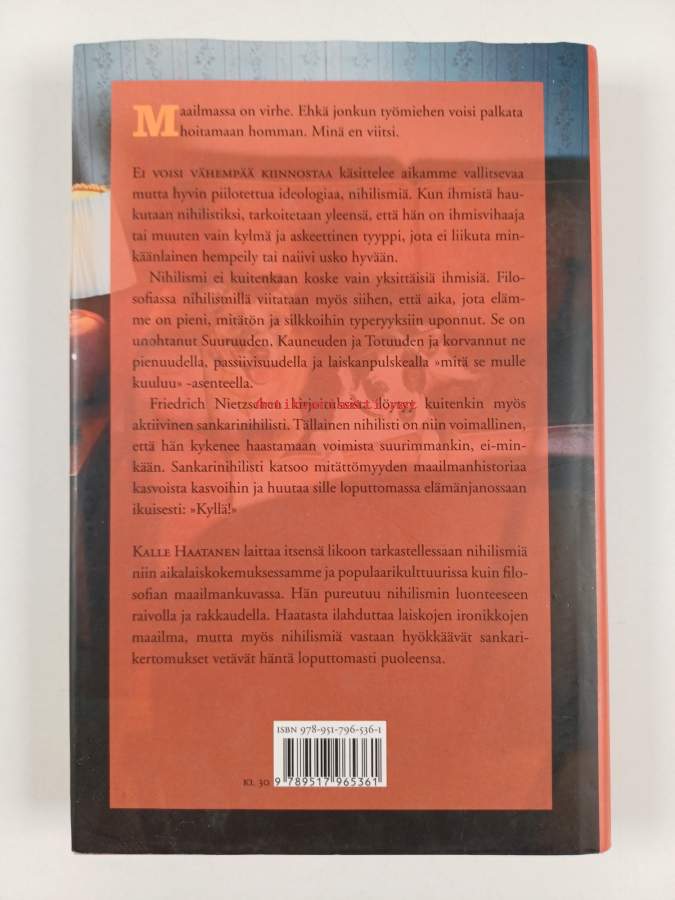 Maailmassa on virhe. Ehkä jonkun työmiehen voisi palkata
hoitamaan homman. Minä en viitsi.
Ei voisi vähempää kiinnostaa käsittelee aikamme vallitsevaa
mutta hyvin piilotettua ideologiaa, nihilismiä. Kun ihmistä hau-
kutaan nihilistiksi, tarkoitetaan yleensä, että hän on ihmisvihaaja
tai muuten vain kylmä ja askeettinen tyyppi, jota ei liikuta min-
käänlainen hempeily tai naiivi usko hyvään.
Nihilismi ei kuitenkaan koske vain yksittäisiä ihmisiä. Filo-
sofiassa nihilismillä viitataan myös siihen, että aika, jota eläm-
me on pieni, mitätön ja silkkoihin typeryyksiin uponnut. Se on
unohtanut Suuruuden, Kauneuden ja Totuuden ja korvannut ne
pienuudella, passiivisuudella ja laiskanpulskealla »mitä se mulle
kuuluu» -asenteella.
Friedrich Nietzschen kirjoituksista löytyy kuitenkin myös
aktiivinen sankarinihilisti. Tällainen nihilisti on niin voimallinen,
että hän kykenee haastamaan voimista suurimmankin, ei-min-
kään. Sankarinihilisti katsoo mitättömyyden maailmanhistoriaa
kasvoista kasvoihin ja huutaa sille loputtomassa elämänjanossaan
ikuisesti: »Kyllä!»
Kalle Haatanen laittaa itsensä likoon tarkastellessaan nihilismiä
niin aikalaiskokemuksessamme ja populaarikulttuurissa kuin filo-
sofian maailmankuvassa. Hän pureutuu nihilismin luonteeseen
raivolla ja rakkaudella. Haatasta ilahduttaa laiskojen ironikkojen
maailma, mutta myös nihilismiä vastaan hyökkäävät sankari-
kertomukset vetävät häntä loputtomasti puoleensa.
ISBN 978-951-796-536-1
KL 30
9 789517 965361